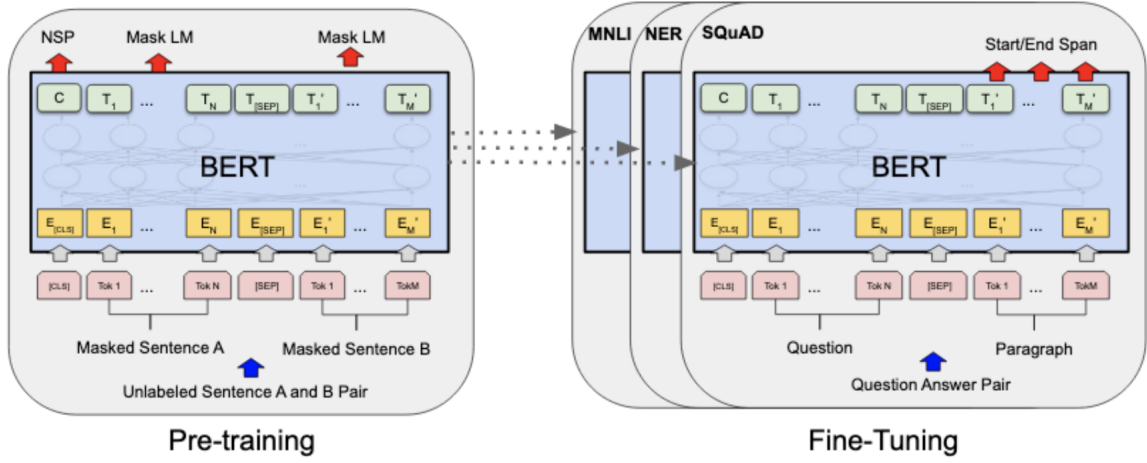 NSP Mask LM Mask LM
C T1 ... TN T[SEP] T1' ... TM'
BERT
...
...
E[CLS] E1 ... EN E[SEP] E1' ... EM'
[CLS] Tok 1 ... Tok N [SEP] Tok 1 ... TokM
Masked Sentence A Masked Sentence B
Unlabeled Sentence A and B Pair
Pre-training
MNLI NER SQuAD
Start/End Span
C T1 ... TN T[SEP] T1' ... TM'
BERT
...
...
E[CLS] E1 ... EN E[SEP] E1' ... EM'
[CLS] Tok 1 ... Tok N [SEP] Tok 1 ... TokM
Question Paragraph
Question Answer Pair
Fine-Tuning